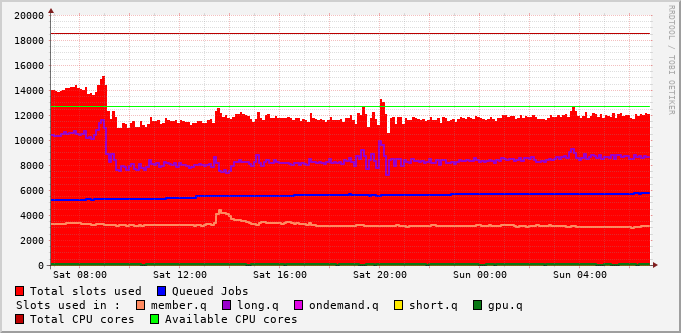 RRDTOOL / TOBI OETIKER
20000
18000
16000
14000
12000
10000
8000
6000
4000
2000
0
Sat 08:00 Sat 12:00 Sat 16:00 Sat 20:00 Sun 00:00 Sun 04:00
Total slots used Queued Jobs
Slots used in : member.q long.q ondemand.q short.q gpu.q
Total CPU cores Available CPU cores